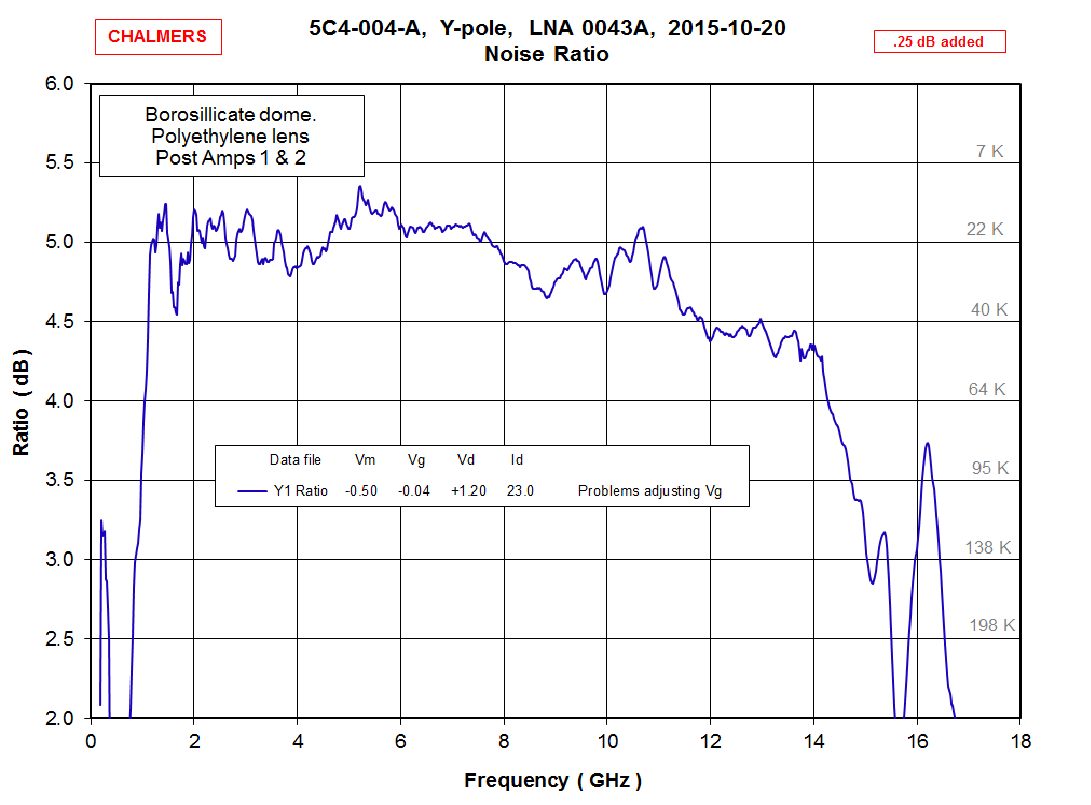 CHALMERS
5C4-004-A, Y-pole, LNA 0043A, 2015-10-20
Noise Ratio
.25 dB added
Borosillicate dome.
Polyethylene lens
Post Amps 1 & 2
6.0
5.5
5.0
4.5
4.0
3.5
3.0
2.5
2.0
Ratio ( dB )
7 K
22 K
40 K
64 K
95 K
138 K
198 K
Data file Vm Vg Vd Id
Y1 Ratio -0.50 -0.04 +1.20 23.0 Problems adjusting Vg
0 2 4 6 8 10 12 14 16 18
Frequency ( GHz )